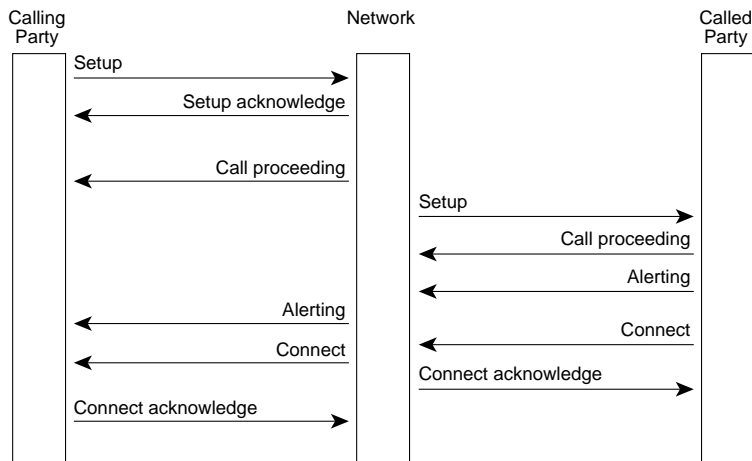 Calling
Party
Network
Called
Party
Setup
Setup acknowledge
Call proceeding
Setup
Call proceeding
Alerting
Alerting
Connect
Connect
Connect acknowledge
Connect acknowledge